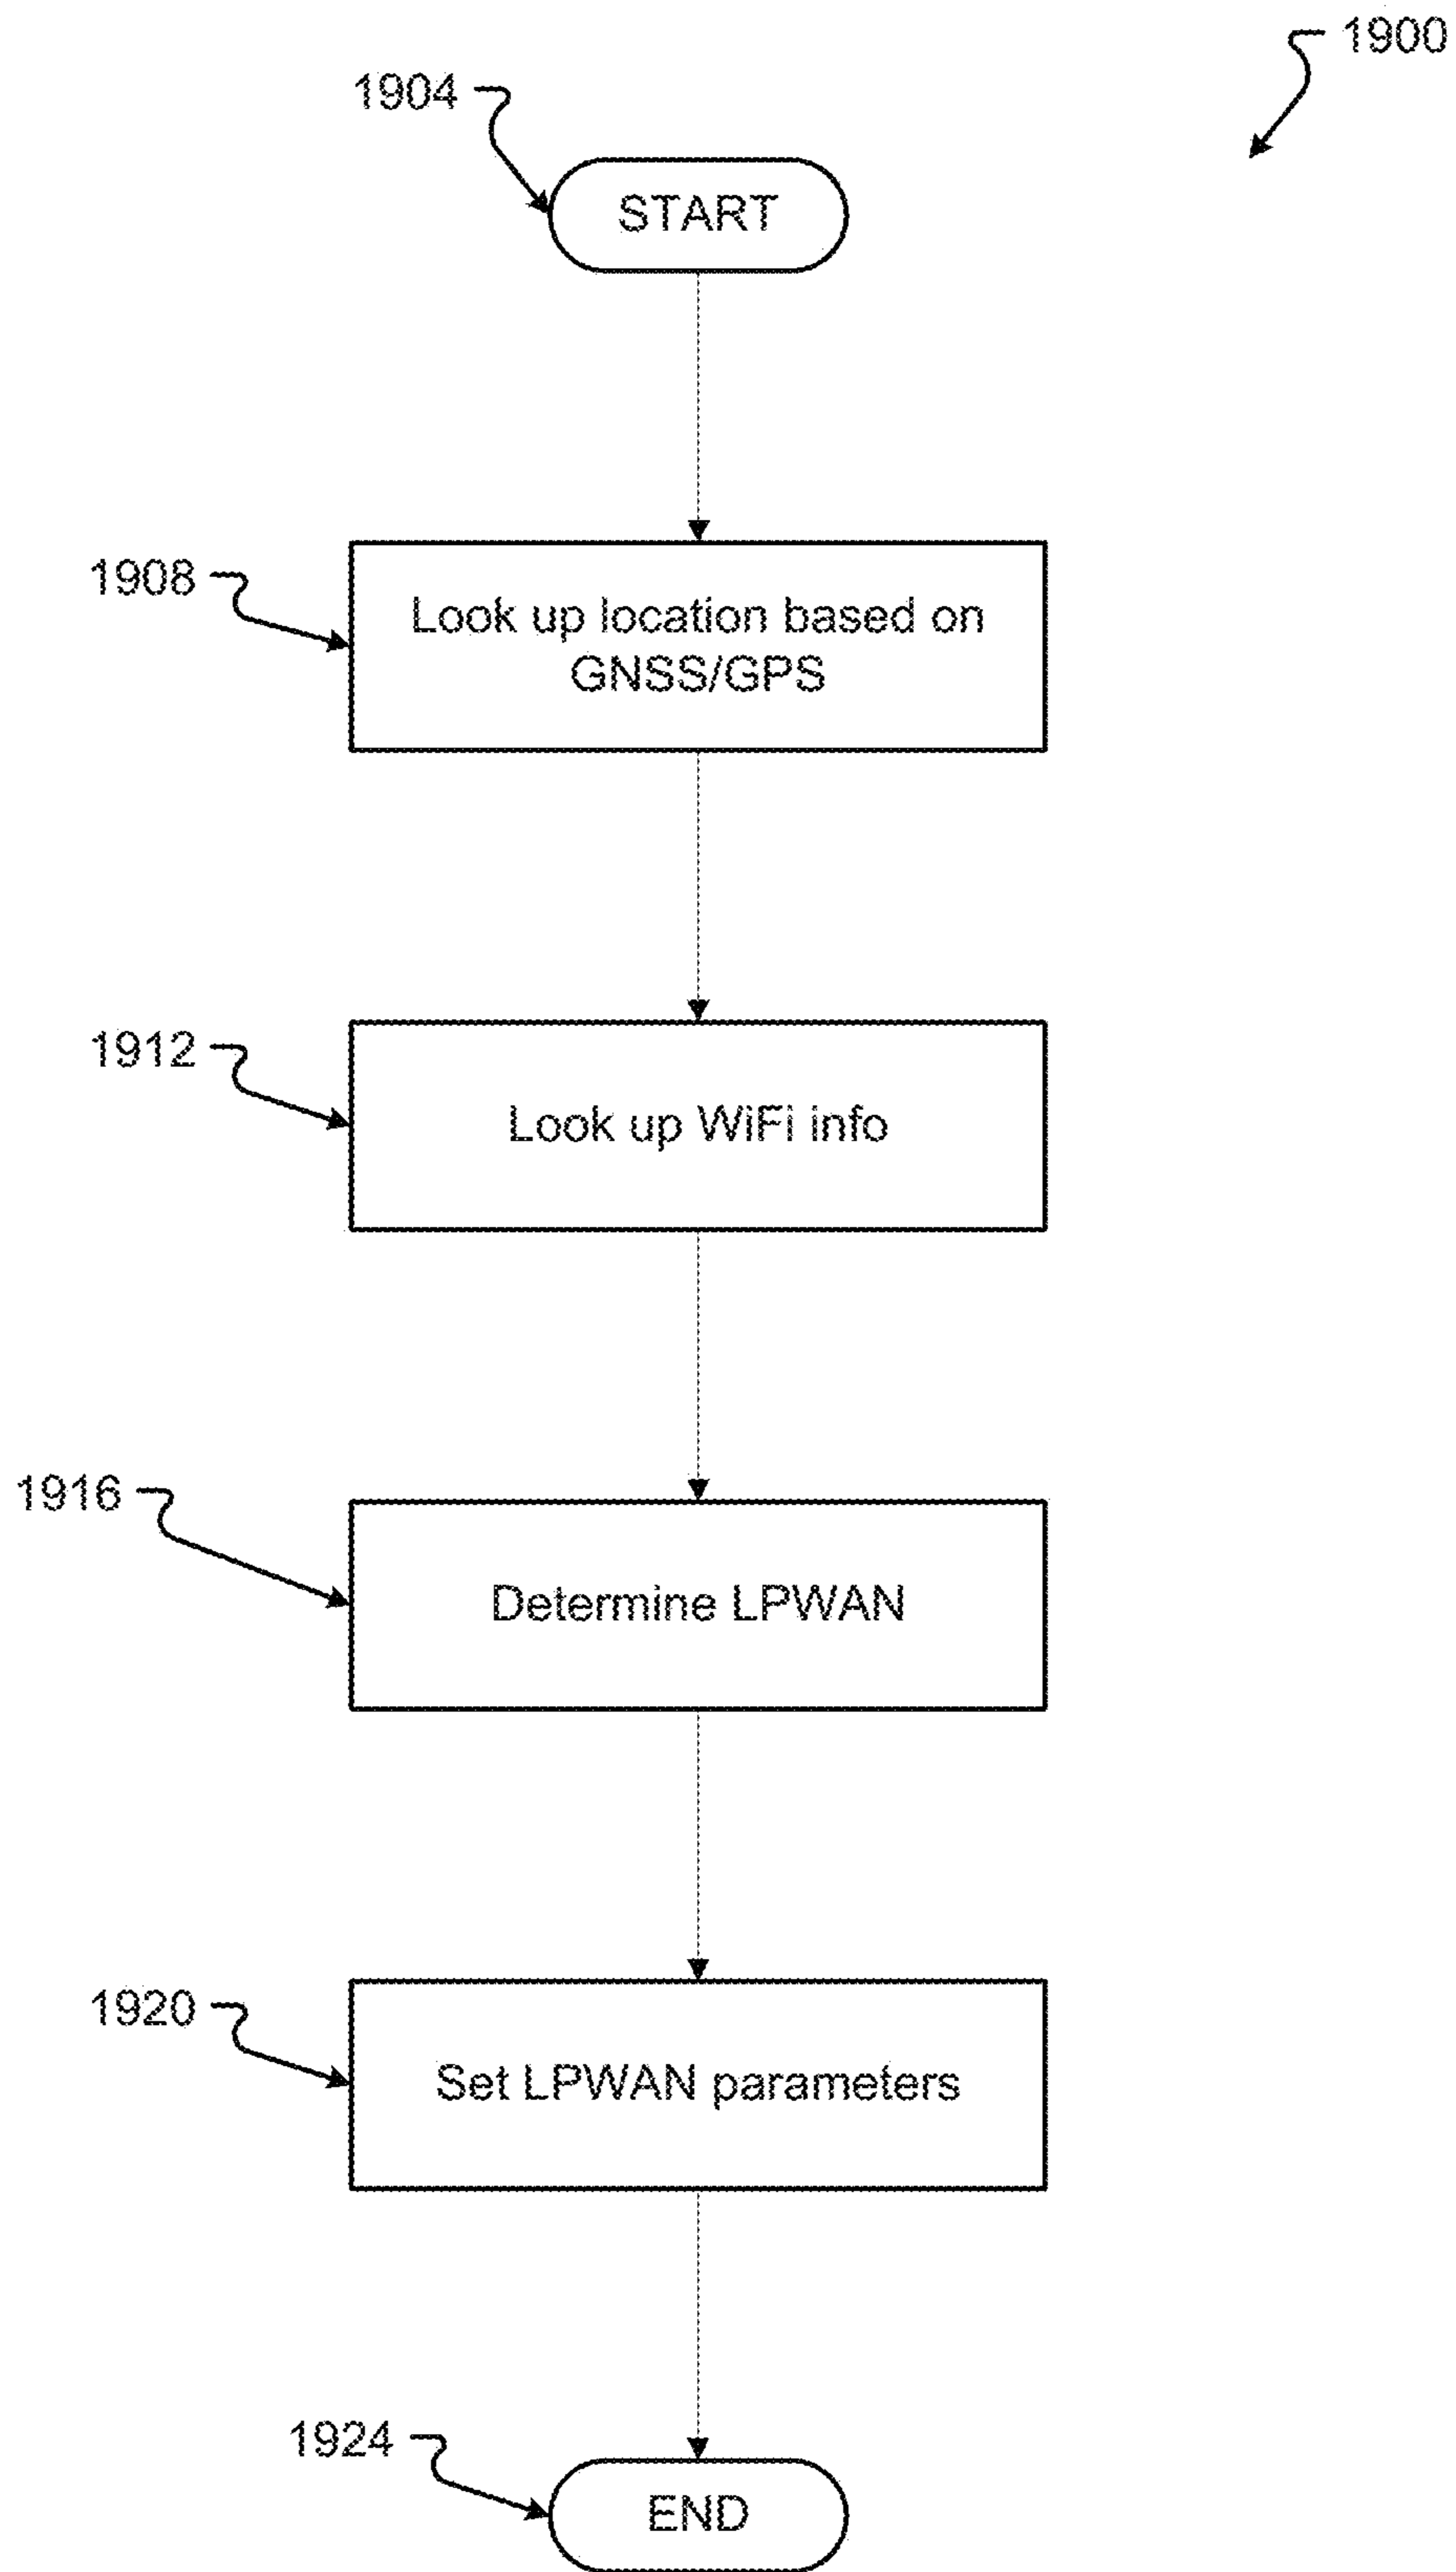 1900
1904
START
1908
Look up location based on
GNSS/GPS
1912
Look up WiFi info
1916
Determine LPWAN
1920
Set LPWAN parameters
1924
END